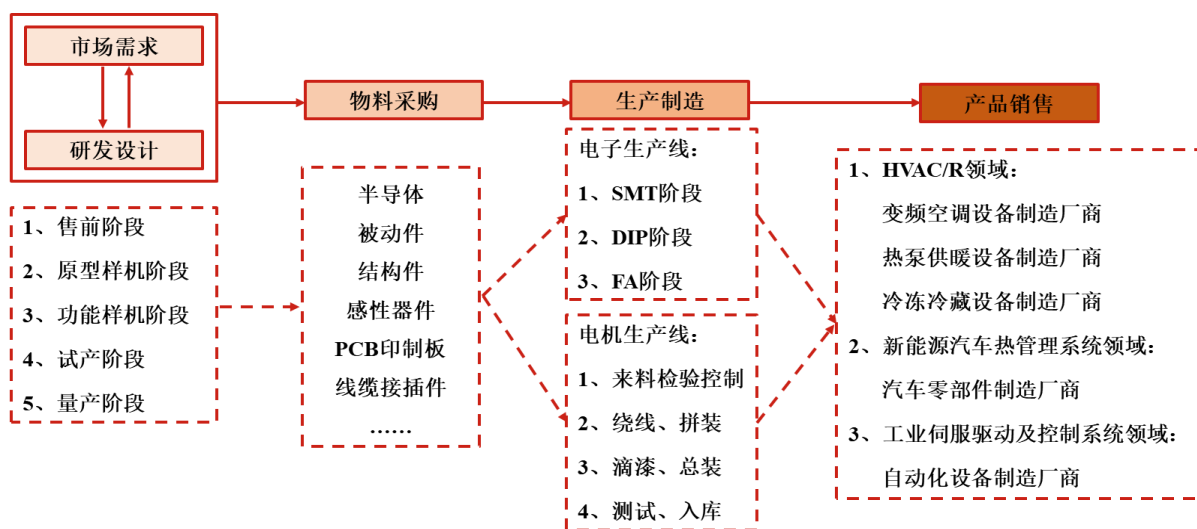 市场需求
研发设计
物料采购
生产制造
产品销售
1、售前阶段
2、原型样机阶段
3、功能样机阶段
4、试产阶段
5、量产阶段
半导体
被动件
结构件
感性器件
PCB印制板
线缆接插件
……
电子生产线：
1、SMT阶段
2、DIP阶段
3、FA阶段
电机生产线：
1、来料检验控制
2、绕线、拼装
3、滴漆、总装
4、测试、入库
1、HVAC/R领域：
变频空调设备制造厂商
热泵供暖设备制造厂商
冷冻冷藏设备制造厂商
2、新能源汽车热管理系统领域：
汽车零部件制造厂商
3、工业伺服驱动及控制系统领域：
自动化设备制造厂商